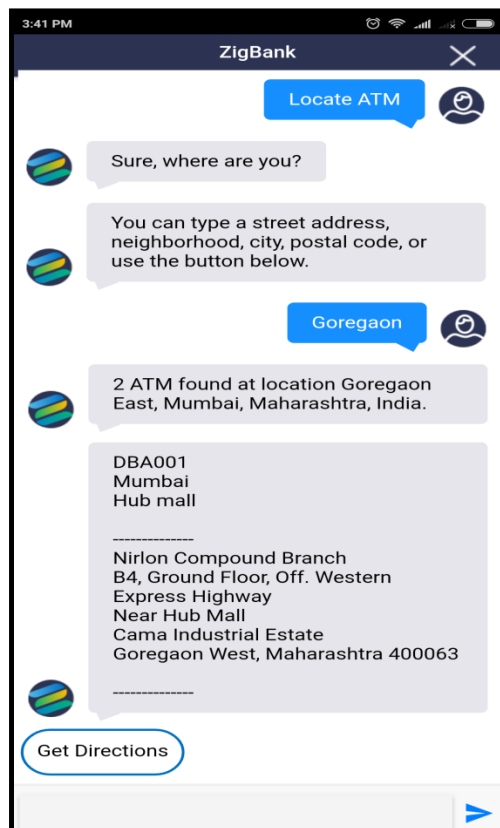 3:41 PM
ZigBank
Locate ATM
Sure, where are you?
You can type a street address,
neighborhood, city, postal code, or
use the button below.
Goregaon
2 ATM found at location Goregaon
East, Mumbai, Maharashtra, India.
DBA001
Mumbai
Hub mall
--------------
Nirlon Compound Branch
B4, Ground Floor, Off. Western
Express Highway
Near Hub Mall
Cama Industrial Estate
Goregaon West, Maharashtra 400063
--------------
Get Directions